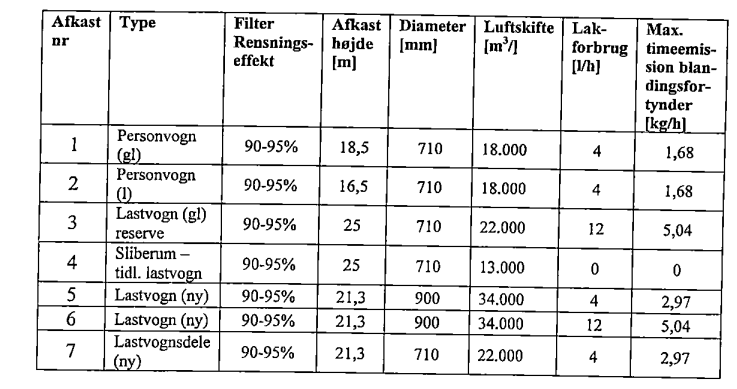 Afkast nr | Type | Filter Rensnings-effekt | Afkast højde [m] | Diameter [mm] | Luftskifte [m³/] | Lak-forbrug [l/h] | Max. timeemis-sion blan-dingsfor-tynder [kg/h]
1 | Personvogn (gl) | 90-95% | 18,5 | 710 | 18.000 | 4 | 1,68
2 | Personvogn (l) | 90-95% | 16,5 | 710 | 18.000 | 4 | 1,68
3 | Lastvogn (gl) reserve | 90-95% | 25 | 710 | 22.000 | 12 | 5,04
4 | Sliberum – tidl. lastvogn | 90-95% | 25 | 710 | 13.000 | 0 | 0
5 | Lastvogn (ny) | 90-95% | 21,3 | 900 | 34.000 | 4 | 2,97
6 | Lastvogn (ny) | 90-95% | 21,3 | 900 | 34.000 | 12 | 5,04
7 | Lastvognsdele (ny) | 90-95% | 21,3 | 710 | 22.000 | 4 | 2,97